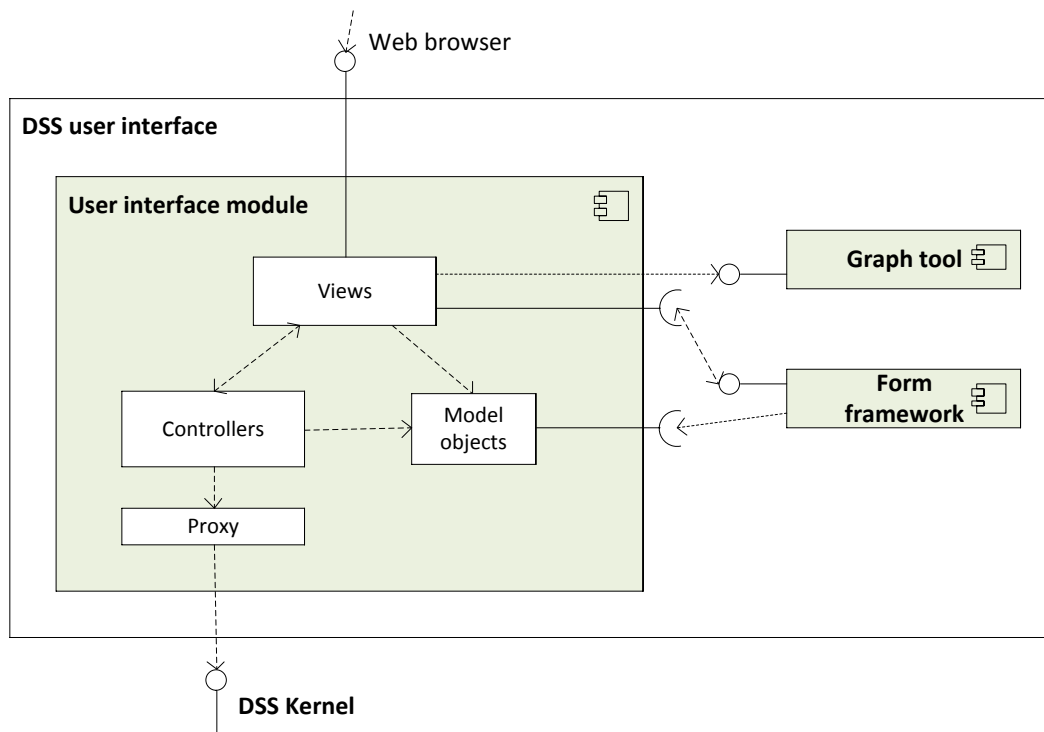 Web browser
DSS user interface
User interface module
Graph tool
Views
Form
framework
Controllers
Model
objects
Proxy
DSS Kernel